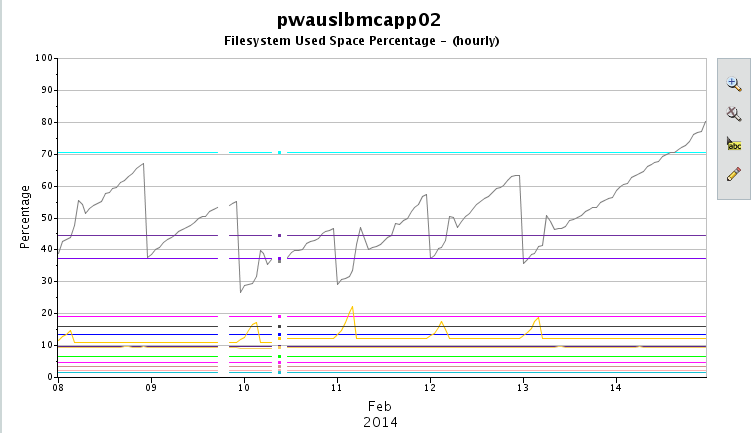 pwauslbmcapp02
Filesystem Used Space Percentage - (hourly)
100
90
80
70
60
50
40
30
20
10
0
Percentage
08 09 10 11 12 13 14
Feb
2014
abc